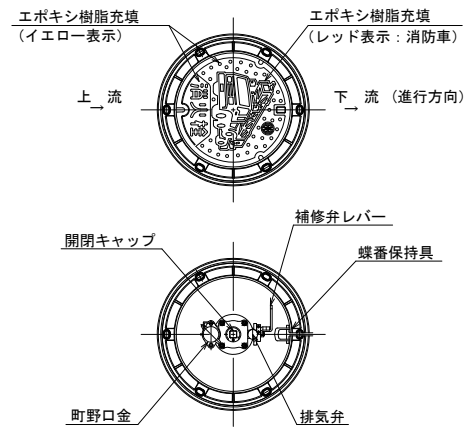 エポキシ樹脂充填
(イエロー表示)
エポキシ樹脂充填
(レッド表示：消防車)
上 流
→
下 流 (進行方向)
→
消火栓
補修弁レバー
開閉キャップ
蝶番保持具
町野口金
排気弁